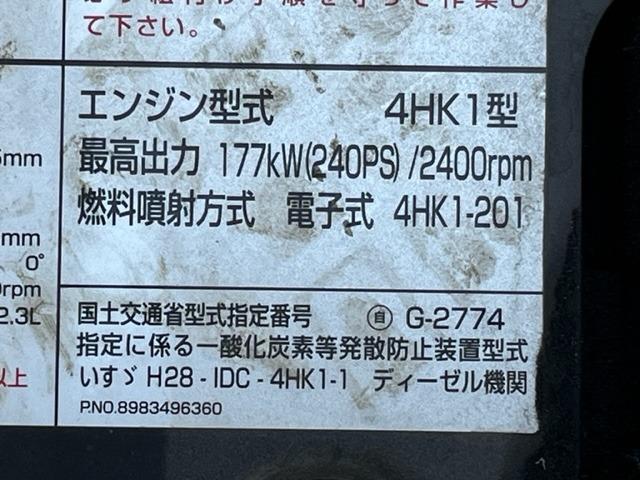 て下さい。
エンジン型式 4HK1型
最高出力 177kW(240PS)/2400rpm
燃料噴射方式 電子式 4HK1-201
mm
mm
0°
rpm
2.3L
以上
国土交通省型式指定番号 自 G-2774
指定に係る一酸化炭素等発散防止装置型式
いすゞ H28 - IDC - 4HK1-1 ディーゼル機関
P.NO.8983496360